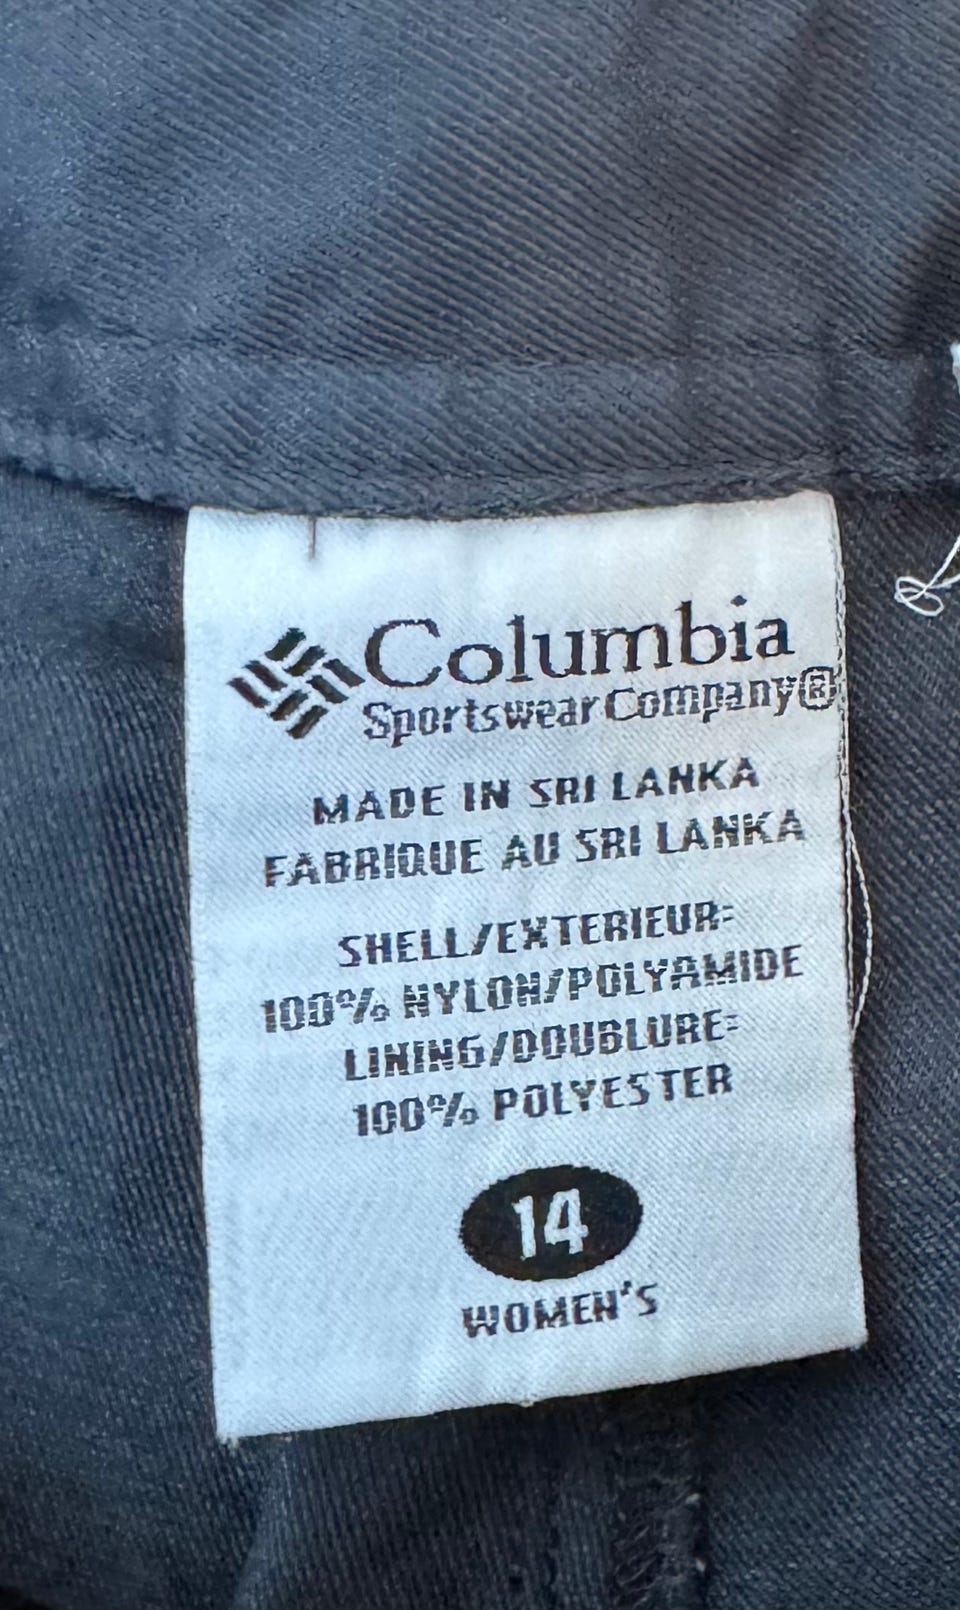 Columbia
Sportswear Company®
MADE IN SRI LANKA
FABRIQUE AU SRI LANKA
SHELL/EXTERIEUR:
100% NYLON/POLYAMIDE
LINING/DOUBLURE:
100% POLYESTER
14
WOMEN'S